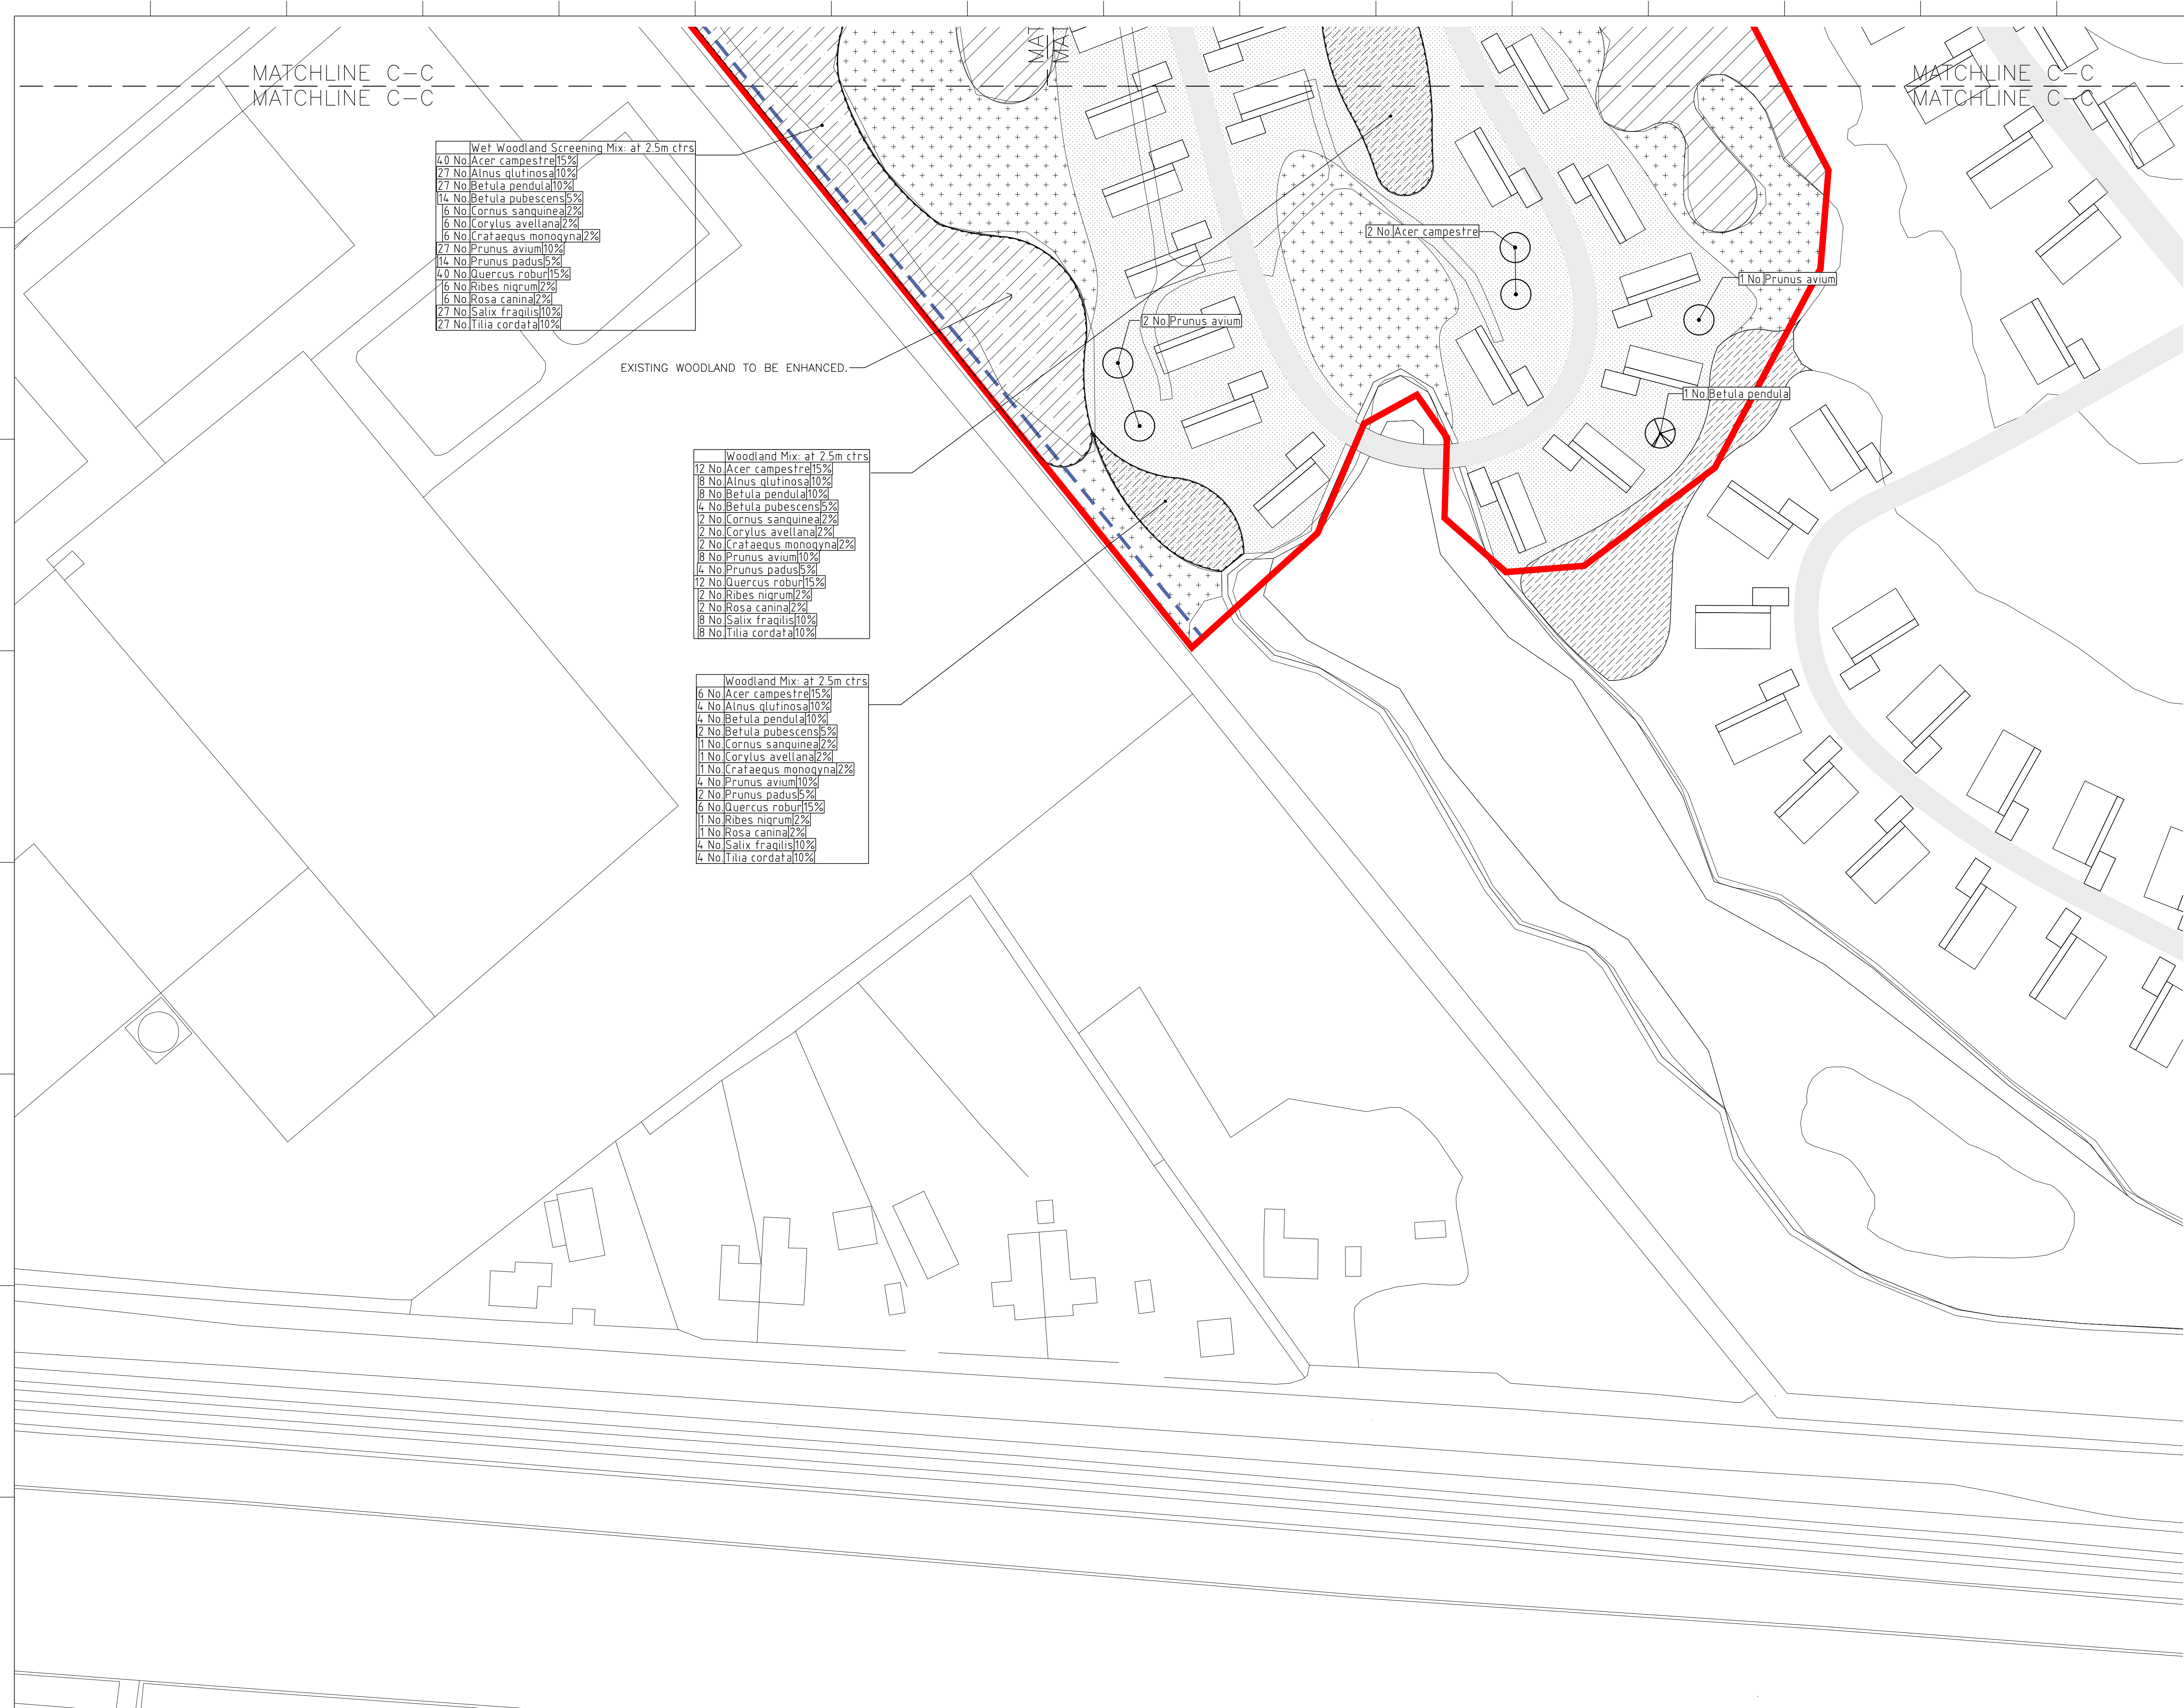 MATCHLINE C-C
MATCHLINE C-C
MATCHLINE C-C
MATCHLINE C-C
Wet Woodland Screening Mix: at 2.5m ctrs
40 No. Acer campestre 15%
27 No. Alnus glutinosa 10%
27 No. Betula pendula 10%
14 No. Betula pubescens 5%
6 No. Cornus sanguinea 2%
6 No. Corylus avellana 2%
6 No. Crataegus monogyna 2%
27 No. Prunus avium 10%
14 No. Prunus padus 5%
40 No. Quercus robur 15%
6 No. Ribes nigrum 2%
6 No. Rosa canina 2%
27 No. Salix fragilis 10%
27 No. Tilia cordata 10%
2 No. Acer campestre
1 No. Prunus avium
2 No. Prunus avium
EXISTING WOODLAND TO BE ENHANCED.
1 No. Betula pendula
Woodland Mix: at 2.5m ctrs
12 No. Acer campestre 15%
8 No. Alnus glutinosa 10%
8 No. Betula pendula 10%
4 No. Betula pubescens 5%
2 No. Cornus sanguinea 2%
2 No. Corylus avellana 2%
2 No. Crataegus monogyna 2%
8 No. Prunus avium 10%
4 No. Prunus padus 5%
12 No. Quercus robur 15%
2 No. Ribes nigrum 2%
2 No. Rosa canina 2%
8 No. Salix fragilis 10%
8 No. Tilia cordata 10%
Woodland Mix: at 2.5m ctrs
6 No. Acer campestre 15%
4 No. Alnus glutinosa 10%
4 No. Betula pendula 10%
2 No. Betula pubescens 5%
1 No. Cornus sanguinea 2%
1 No. Corylus avellana 2%
1 No. Crataegus monogyna 2%
4 No. Prunus avium 10%
2 No. Prunus padus 5%
6 No. Quercus robur 15%
1 No. Ribes nigrum 2%
1 No. Rosa canina 2%
4 No. Salix fragilis 10%
4 No. Tilia cordata 10%